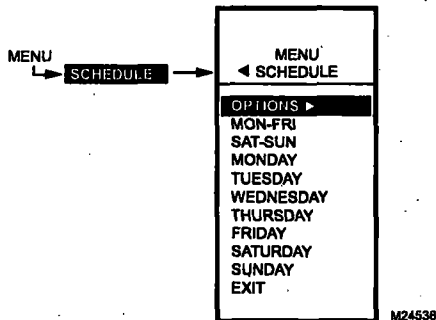 MENU
SCHEDULE
MENU
◄ SCHEDULE
OPTIONS ►
MON-FRI
SAT-SUN
MONDAY
TUESDAY
WEDNESDAY
THURSDAY
FRIDAY
SATURDAY
SUNDAY
EXIT
M24538